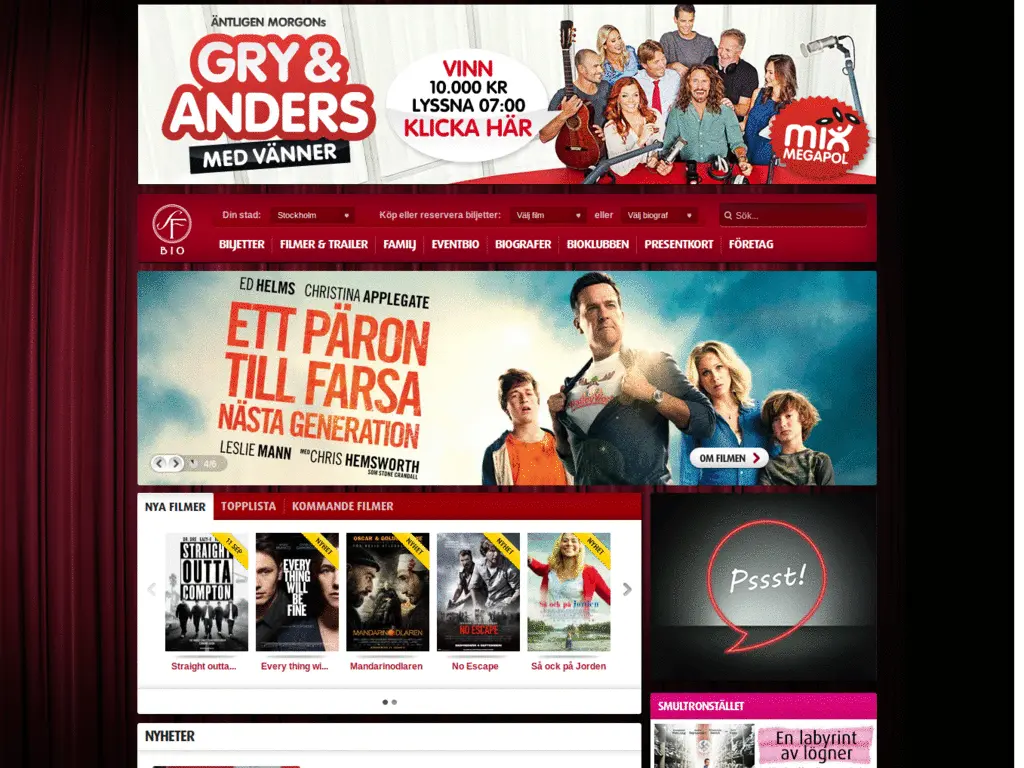 ÄNTLIGEN MORGONs
GRY &
ANDERS
MED VÄNNER
VINN
10.000 KR
LYSSNA 07:00
KLICKA HÄR
mix
MEGAPOL
SF
BIO
Din stad: Stockholm Köp eller reservera biljetter: Välj film eller Välj biograf Sök...
BILJETTER FILMER & TRAILER FAMILJ EVENTBIO BIOGRAFER BIOKLUBBEN PRESENTKORT FÖRETAG
ED HELMS CHRISTINA APPLEGATE
ETT PÄRON
TILL FARSA
NÄSTA GENERATION
LESLIE MANN MED CHRIS HEMSWORTH
SOM STONE CRANDALL
4/6
OM FILMEN
NYA FILMER TOPPLISTA KOMMANDE FILMER
11 SEP
STRAIGHT
OUTTA
COMPTON
EVERY
THING
WILL
BE
FINE
NYHET
MANDARINODLAREN
NYHET
NO ESCAPE
NYHET
Så ock på Jorden
NYHET
Straight outta... Every thing wi... Mandarinodlaren No Escape Så ock på Jorden
Pssst!
SMULTRONSTÄLLET
En labyrint
av lögner
NYHETER